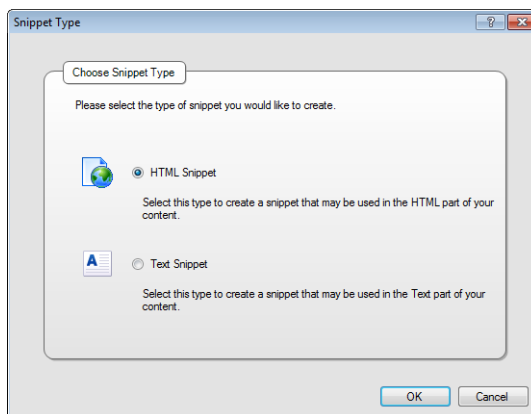 Snippet Type
Choose Snippet Type
Please select the type of snippet you would like to create.
HTML Snippet
Select this type to create a snippet that may be used in the HTML part of your
content.
A
Text Snippet
Select this type to create a snippet that may be used in the Text part of your
content.
OK
Cancel